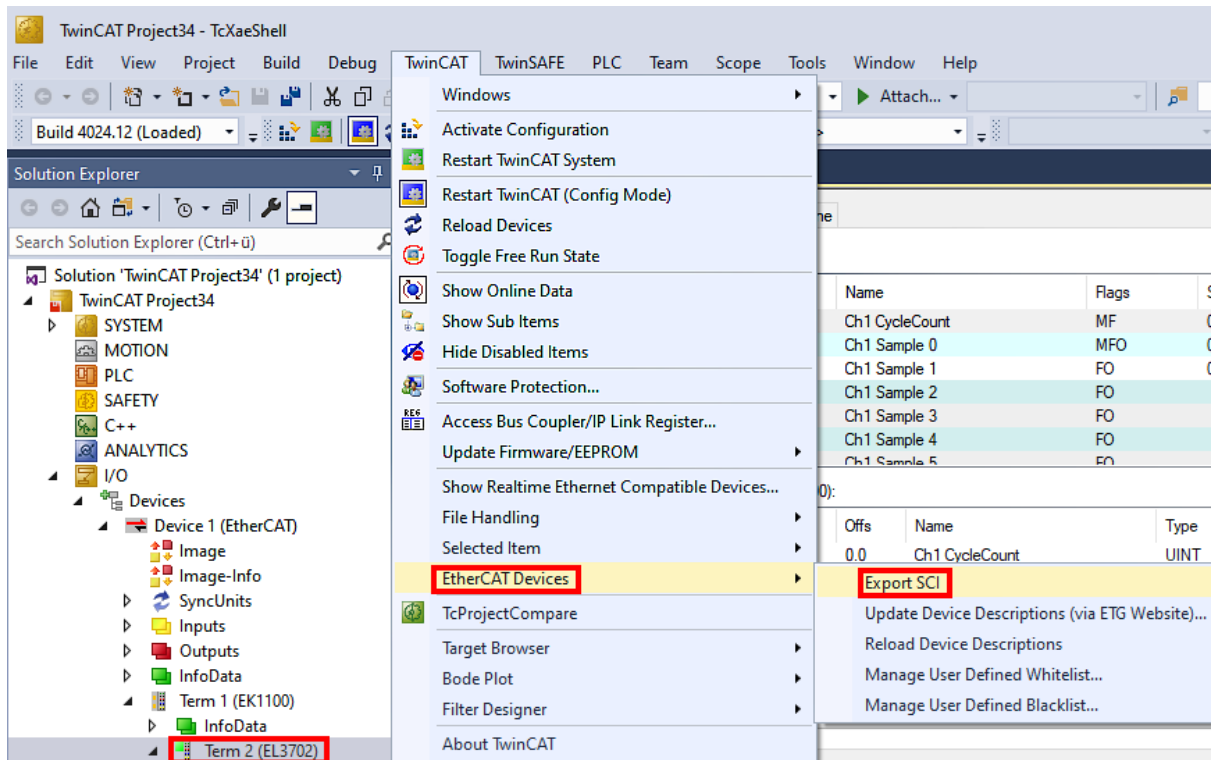 TwinCAT Project34 - TcXaeShell
File Edit View Project Build Debug TwinCAT TwinSAFE PLC Team Scope Tools Window Help
Attach...
Build 4024.12 (Loaded)
Solution Explorer
Search Solution Explorer (Ctrl+ü)
Solution 'TwinCAT Project34' (1 project)
TwinCAT Project34
SYSTEM
MOTION
PLC
SAFETY
C++
ANALYTICS
I/O
Devices
Device 1 (EtherCAT)
Image
Image-Info
SyncUnits
Inputs
Outputs
InfoData
Term 1 (EK1100)
InfoData
Term 2 (EL3702)
Windows
Activate Configuration
Restart TwinCAT System
Restart TwinCAT (Config Mode)
Reload Devices
Toggle Free Run State
Show Online Data
Show Sub Items
Hide Disabled Items
Software Protection...
REG
Access Bus Coupler/IP Link Register...
Update Firmware/EEPROM
Show Realtime Ethernet Compatible Devices...
File Handling
Selected Item
EtherCAT Devices
TcProjectCompare
Target Browser
Bode Plot
Filter Designer
About TwinCAT
Name Flags
Ch1 CycleCount MF
Ch1 Sample 0 MFO
Ch1 Sample 1 FO
Ch1 Sample 2 FO
Ch1 Sample 3 FO
Ch1 Sample 4 FO
Ch1 Sample 5 FO
Offs Name Type
0.0 Ch1 CycleCount UINT
Export SCI
Update Device Descriptions (via ETG Website)...
Reload Device Descriptions
Manage User Defined Whitelist...
Manage User Defined Blacklist...